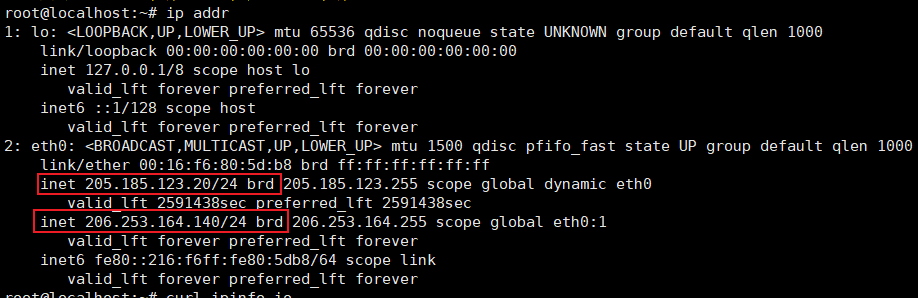 root@localhost:~# ip addr
1: lo: <LOOPBACK,UP,LOWER_UP> mtu 65536 qdisc noqueue state UNKNOWN group default qlen 1000
link/loopback 00:00:00:00:00:00 brd 00:00:00:00:00:00
inet 127.0.0.1/8 scope host lo
valid_lft forever preferred_lft forever
inet6 ::1/128 scope host
valid_lft forever preferred_lft forever
2: eth0: <BROADCAST,MULTICAST,UP,LOWER_UP> mtu 1500 qdisc pfifo_fast state UP group default qlen 1000
link/ether 00:16:f6:80:5d:b8 brd ff:ff:ff:ff:ff:ff
inet 205.185.123.20/24 brd 205.185.123.255 scope global dynamic eth0
valid_lft 2591438sec preferred_lft 2591438sec
inet 206.253.164.140/24 brd 206.253.164.255 scope global eth0:1
valid_lft forever preferred_lft forever
inet6 fe80::216:f6ff:fe80:5db8/64 scope link
valid_lft forever preferred_lft forever
root@localhost:~# curl ipinfo.io